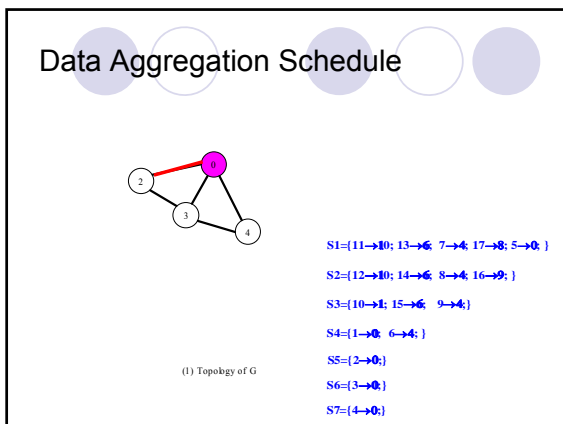 Data Aggregation Schedule
0
2
3
4
S1={11→10; 13→6; 7→4; 17→8; 5→0; }
S2={12→10; 14→6; 8→4; 16→9; }
S3={10→1; 15→6; 9→4;}
S4={1→0; 6→4; }
S5={2→0;}
S6={3→0;}
S7={4→0;}
(1) Topology of G